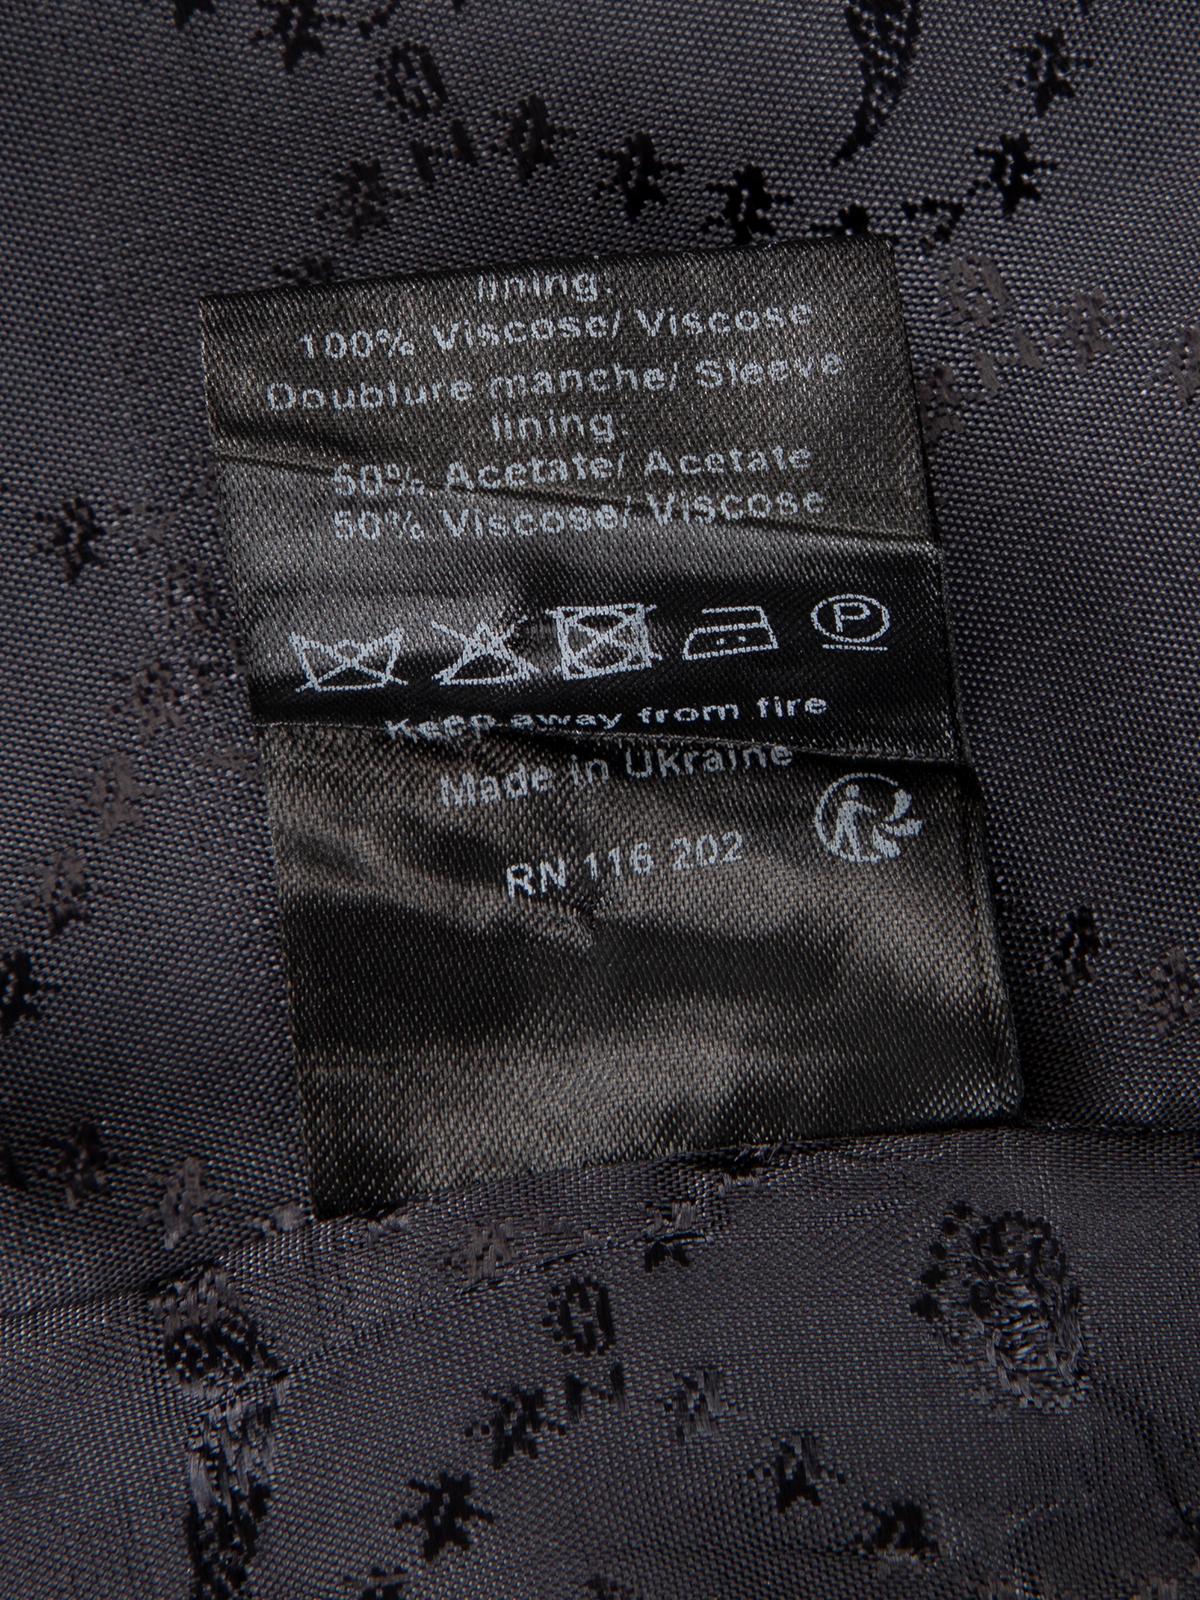 lining:
100% Viscose/ Viscose
Doublure manche/ Sleeve
lining:
50% Acetate/ Acetate
50% Viscose/ Viscose
P
Keep away from fire
Made in Ukraine
RN 116 202